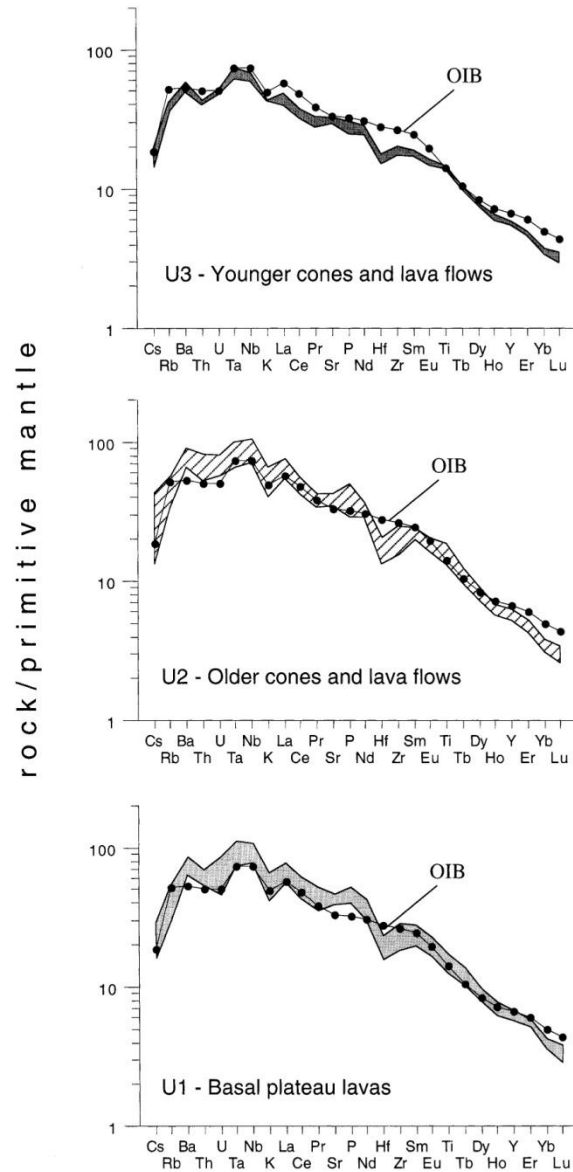 rock/primitive mantle
100
10
1
OIB
U3 - Younger cones and lava flows
Cs Ba U Nb La Pr P Hf Sm Ti Dy Y Yb
Rb Th Ta K Ce Sr Nd Zr Eu Tb Ho Er Lu
100
10
1
OIB
U2 - Older cones and lava flows
Cs Ba U Nb La Pr P Hf Sm Ti Dy Y Yb
Rb Th Ta K Ce Sr Nd Zr Eu Tb Ho Er Lu
100
10
1
OIB
U1 - Basal plateau lavas
Cs Ba U Nb La Pr P Hf Sm Ti Dy Y Yb
Rb Th Ta K Ce Sr Nd Zr Eu Tb Ho Er Lu